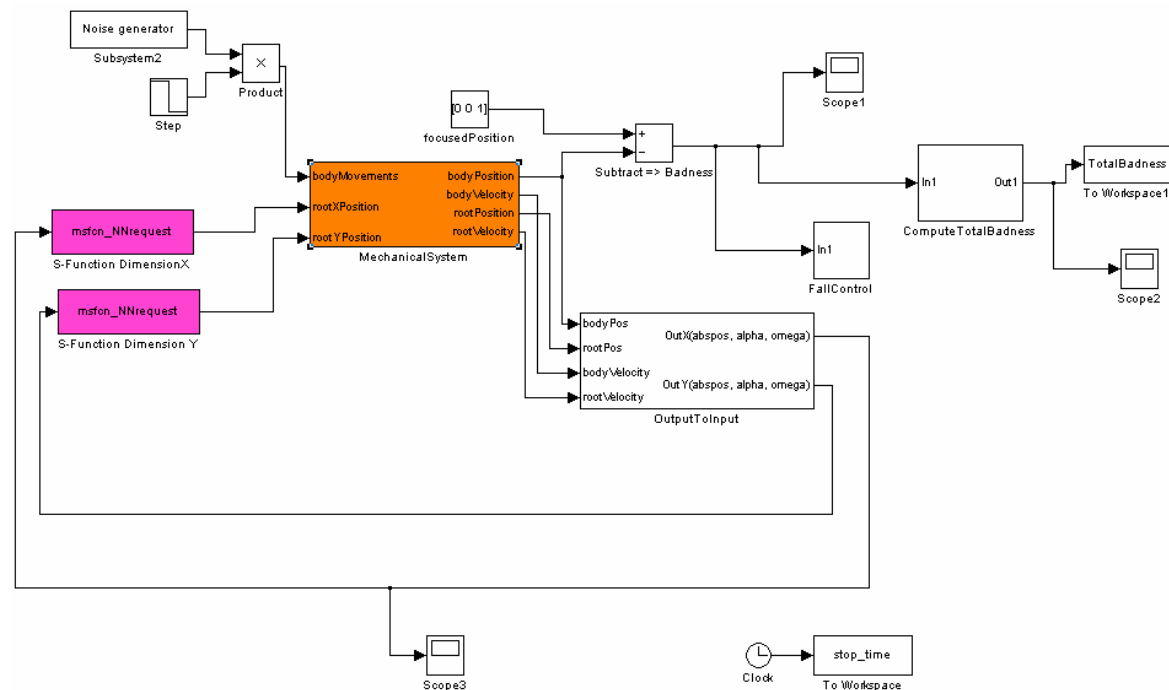 Noise generator
Subsystem2
×
Product
Step
[0 0 1]
focusedPosition
+
−
Subtract => Badness
Scope1
bodyMovements
rootXPosition
rootYPosition
bodyPosition
bodyVelocity
rootPosition
rootVelocity
MechanicalSystem
In1
Out1
ComputeTotalBadness
TotalBadness
To Workspace1
Scope2
In1
FallControl
msfcn_NNrequest
S-Function DimensionX
msfcn_NNrequest
S-Function Dimension Y
bodyPos
rootPos
bodyVelocity
rootVelocity
OutX(abspos, alpha, omega)
OutY(abspos, alpha, omega)
OutputToInput
Scope3
Clock
stop_time
To Workspace